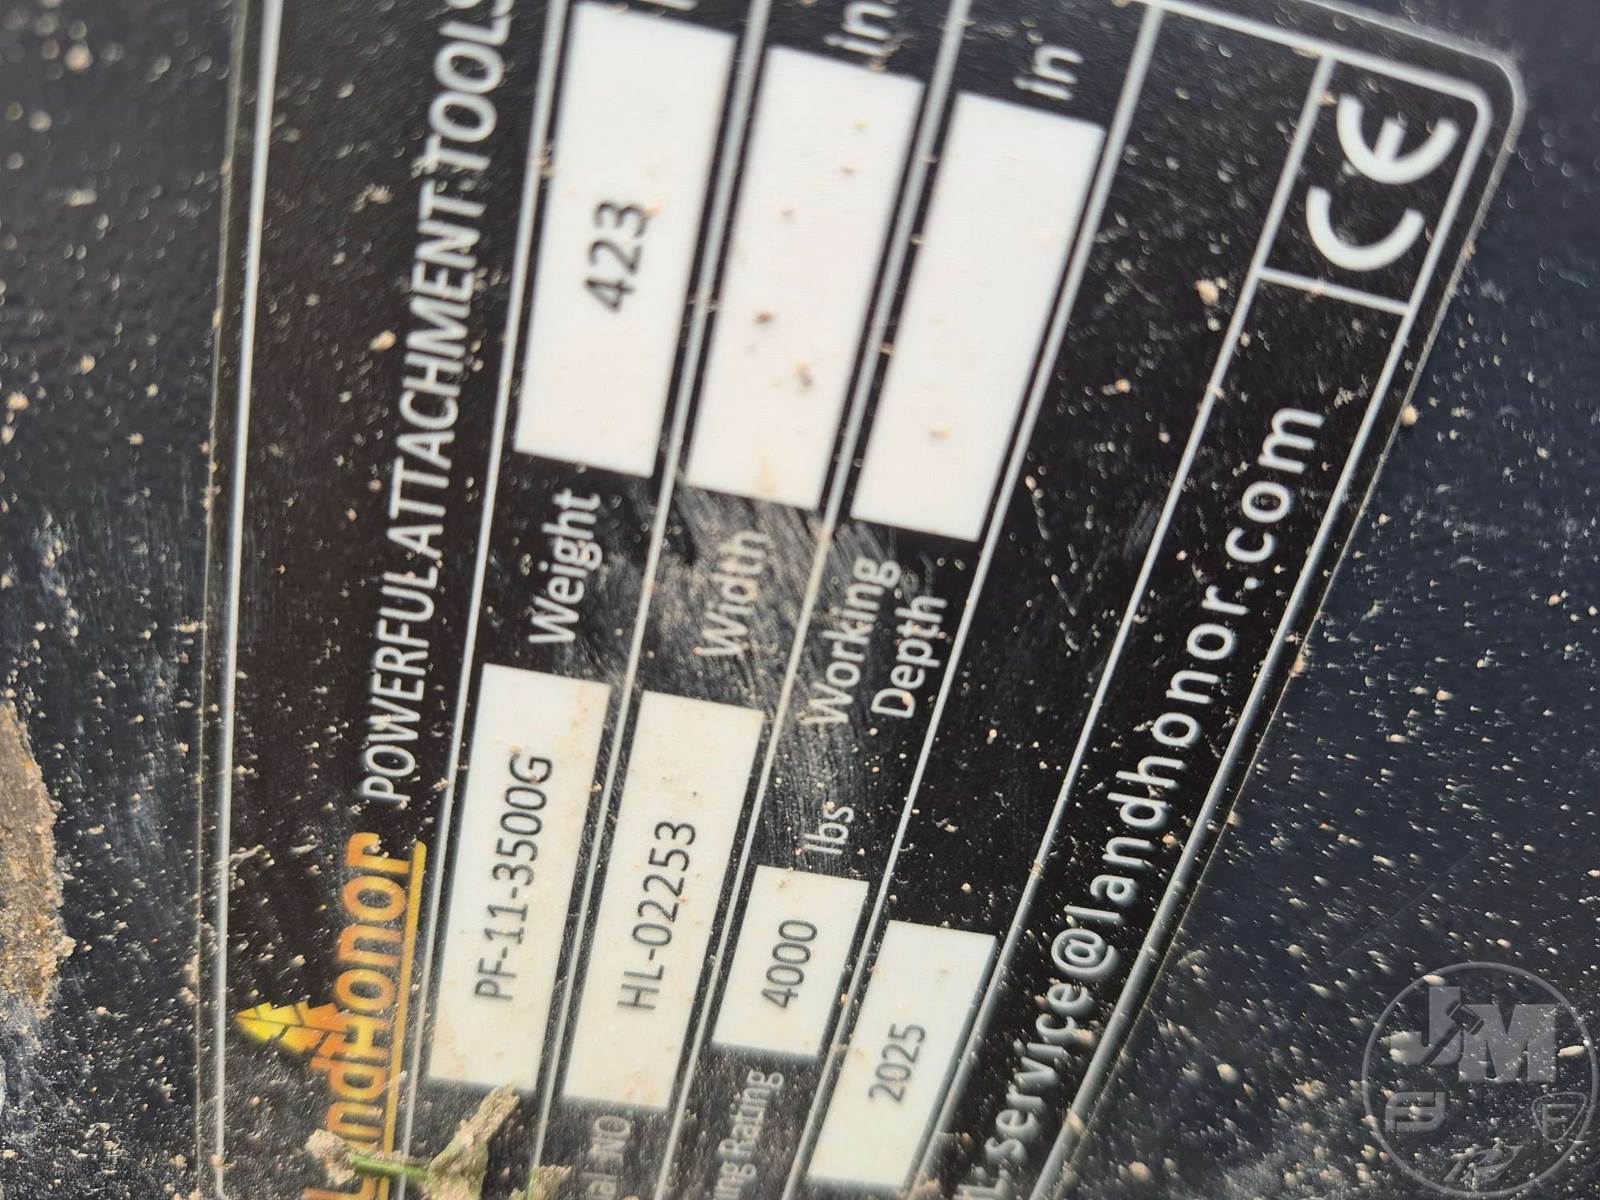 LandHonor
POWERFUL ATTACHMENT TOOLS
PF-11-3500G Weight 423
HL-02253 Width in
4000 lbs Working Depth in
2025
service@landhonor.com
CE
JM